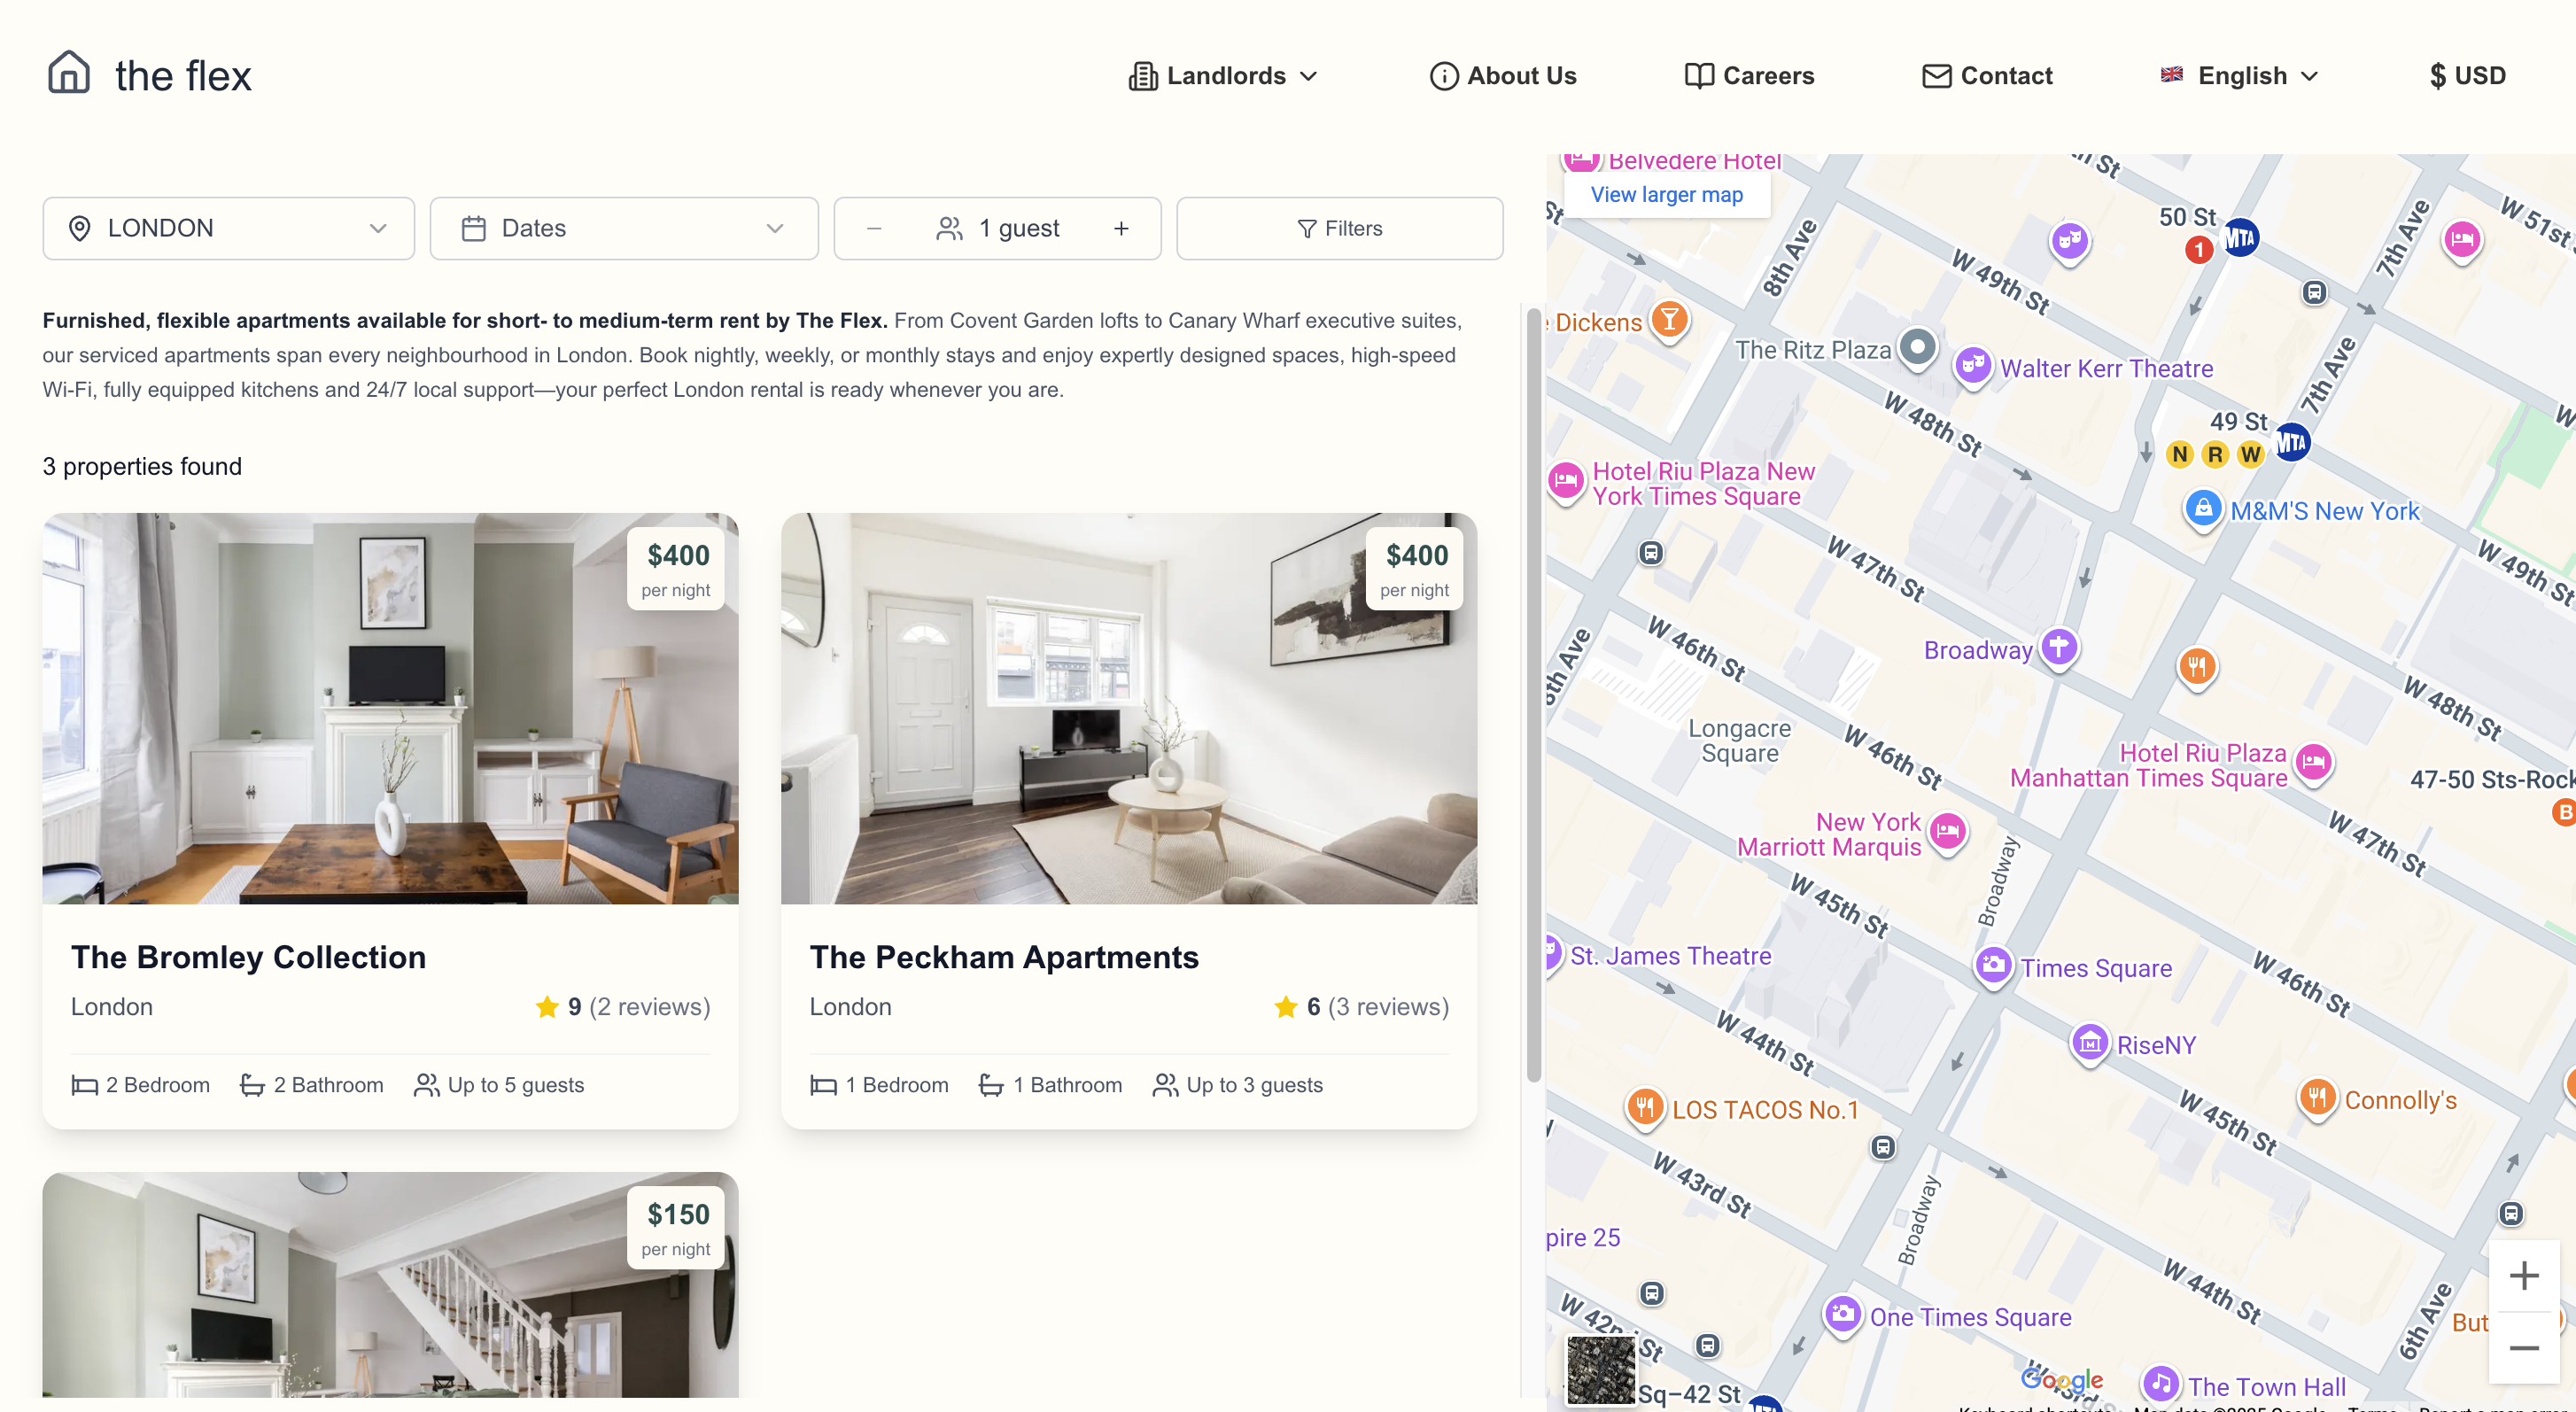 the flex
Landlords
About Us
Careers
Contact
English
$ USD
LONDON
Dates
1 guest
Filters
Furnished, flexible apartments available for short- to medium-term rent by The Flex. From Covent Garden lofts to Canary Wharf executive suites,
our serviced apartments span every neighbourhood in London. Book nightly, weekly, or monthly stays and enjoy expertly designed spaces, high-speed
Wi-Fi, fully equipped kitchens and 24/7 local support—your perfect London rental is ready whenever you are.
3 properties found
$400
per night
The Bromley Collection
London
9 (2 reviews)
2 Bedroom
2 Bathroom
Up to 5 guests
$400
per night
The Peckham Apartments
London
6 (3 reviews)
1 Bedroom
1 Bathroom
Up to 3 guests
$150
per night
Belvedere Hotel
View larger map
St
50 St
1
MTA
7th Ave
W 51st
8th Ave
W 49th St
Dickens
The Ritz Plaza
Walter Kerr Theatre
7th Ave
W 48th St
49 St
N R W
MTA
Hotel Riu Plaza New
York Times Square
M&M'S New York
W 47th St
W 49th St
W 46th St
Broadway
8th Ave
W 48th St
Longacre
Square
W 46th St
Hotel Riu Plaza
Manhattan Times Square
47-50 Sts-Rock
B
New York
Marriott Marquis
W 47th St
Broadway
W 45th St
St. James Theatre
Times Square
W 46th St
W 44th St
RiseNY
LOS TACOS No.1
Connolly's
W 45th St
W 43rd St
Broadway
pire 25
W 44th St
W 42nd St
One Times Square
6th Ave
But
Google
Sq–42 St
The Town Hall